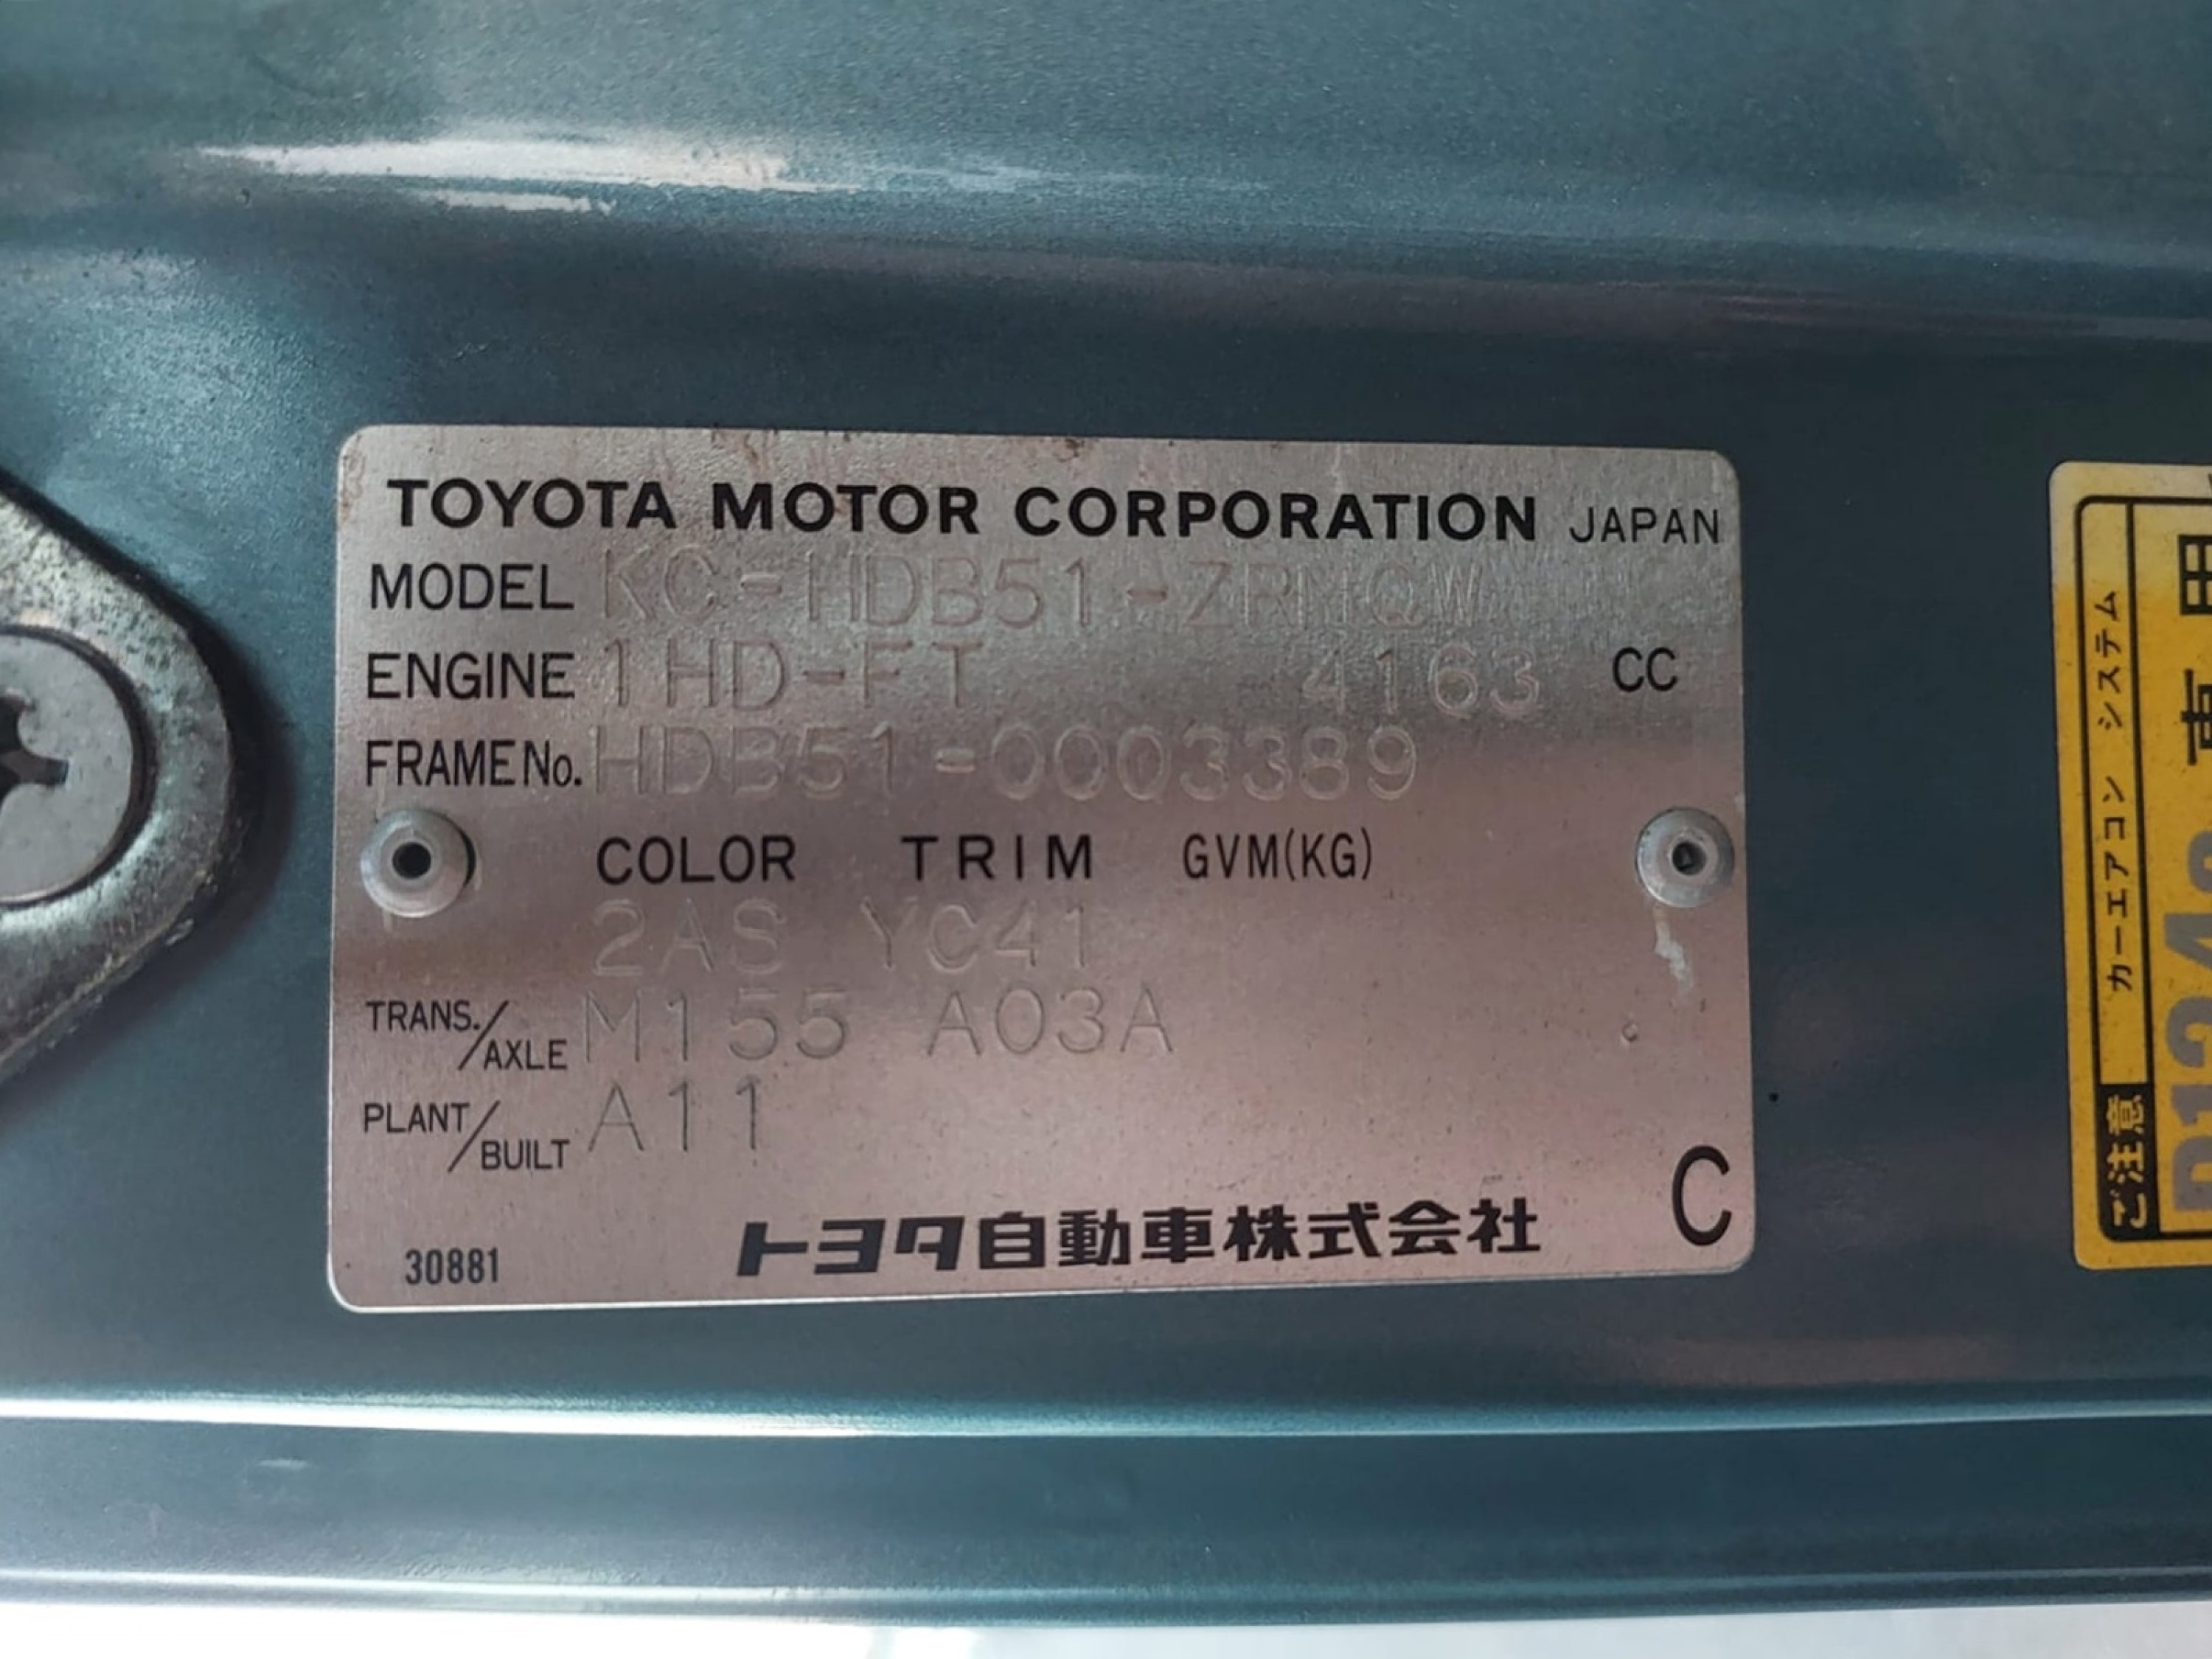 TOYOTA MOTOR CORPORATION JAPAN
MODEL KC-HDB51-ZRMQW
ENGINE 1HD-FT 4163 CC
FRAME No. HDB51-0003389
COLOR TRIM GVM(KG)
2AS YC41
TRANS./AXLE M155 A03A
PLANT/BUILT A11
トヨタ自動車株式会社 C
30881
カーエアコン システム
ご注意